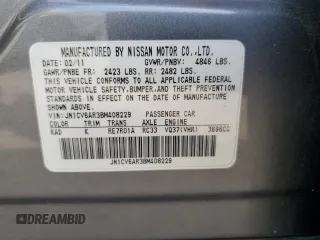 MANUFACTURED BY NISSAN MOTOR CO.,LTD.
DATE: 02/11 GVWR/PNBV: 4846 LBS.
GAWR/PNBE FR: 2423 LBS. RR: 2482 LBS.
THIS VEHICLE CONFORMS TO ALL APPLICABLE FEDERAL
MOTOR VEHICLE SAFETY,BUMPER,AND THEFT PREVENTION
STANDARDS IN EFFECT ON THE DATE OF MANUFACTURE
SHOWN ABOVE.
VIN:JN1CV6AR3BM408229 PASSENGER CAR
COLOR TRIM TRANS AXLE ENGINE
KAD K RE7R01A RC33 VQ37(VHR) 3696CC
JN1CV6AR3BM408229
STATBID AUTO AUCTIONS